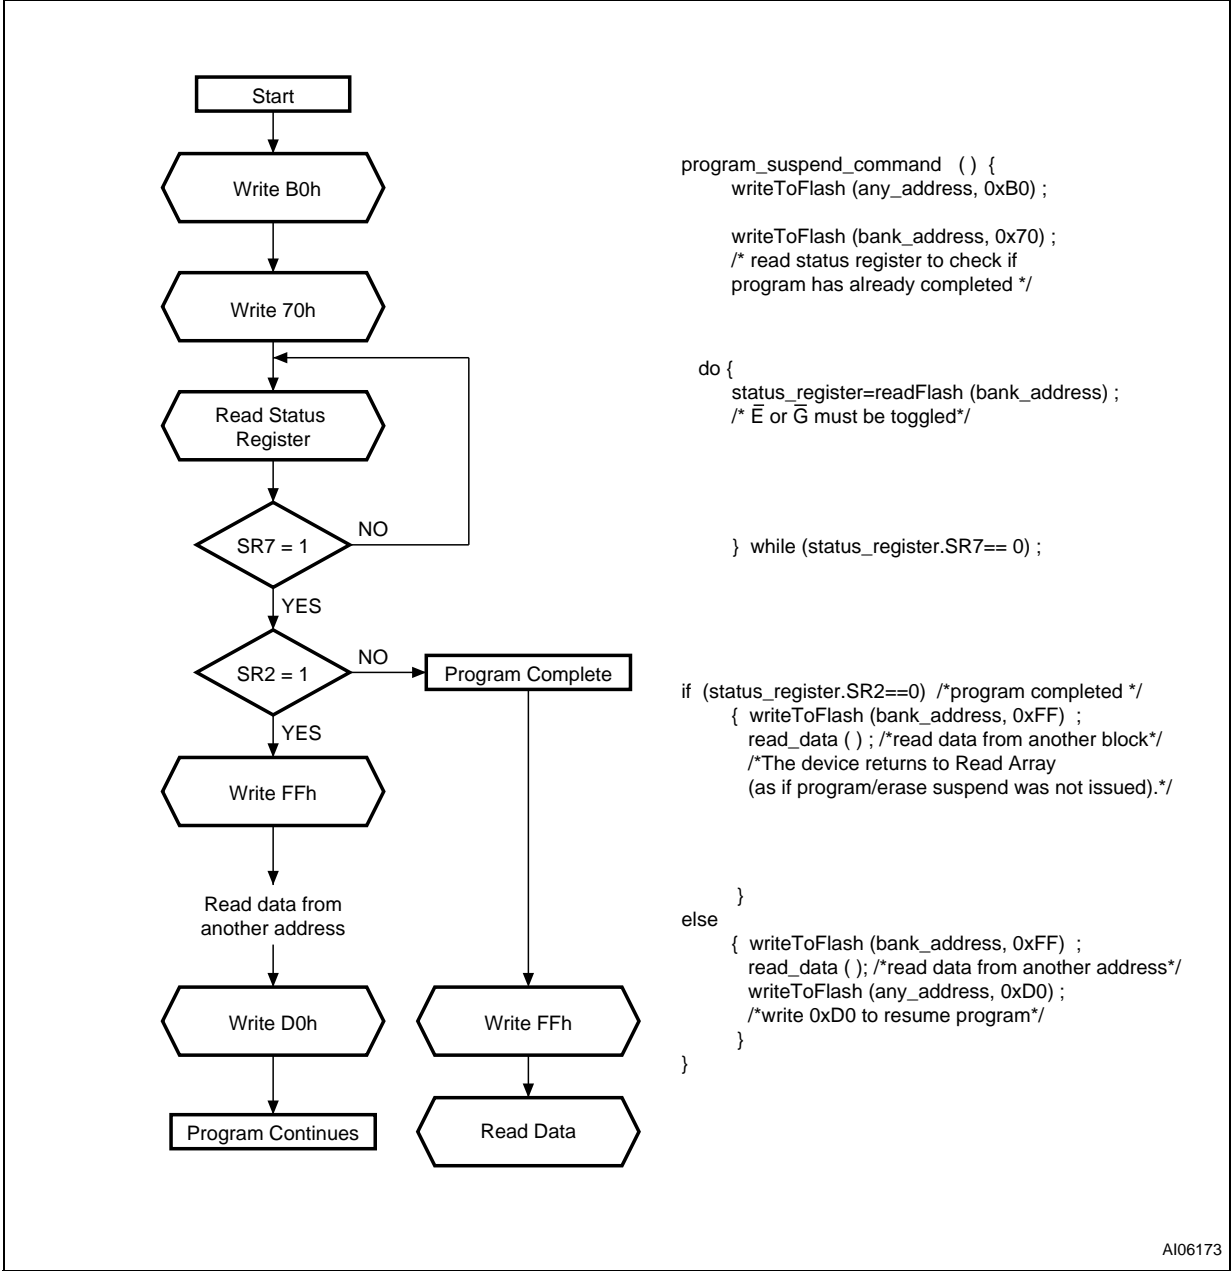 Start
Write B0h
Write 70h
Read Status
Register
SR7 = 1
NO
YES
SR2 = 1
NO
Program Complete
YES
Write FFh
Read data from
another address
Write D0h
Write FFh
Program Continues
Read Data
program_suspend_command ( ) {
writeToFlash (any_address, 0xB0) ;
writeToFlash (bank_address, 0x70) ;
/* read status register to check if
program has already completed */
do {
status_register=readFlash (bank_address) ;
/* E̅ or G̅ must be toggled*/
} while (status_register.SR7== 0) ;
if (status_register.SR2==0) /*program completed */
{ writeToFlash (bank_address, 0xFF) ;
read_data ( ) ; /*read data from another block*/
/*The device returns to Read Array
(as if program/erase suspend was not issued).*/
}
else
{ writeToFlash (bank_address, 0xFF) ;
read_data ( ); /*read data from another address*/
writeToFlash (any_address, 0xD0) ;
/*write 0xD0 to resume program*/
}
}
AI06173